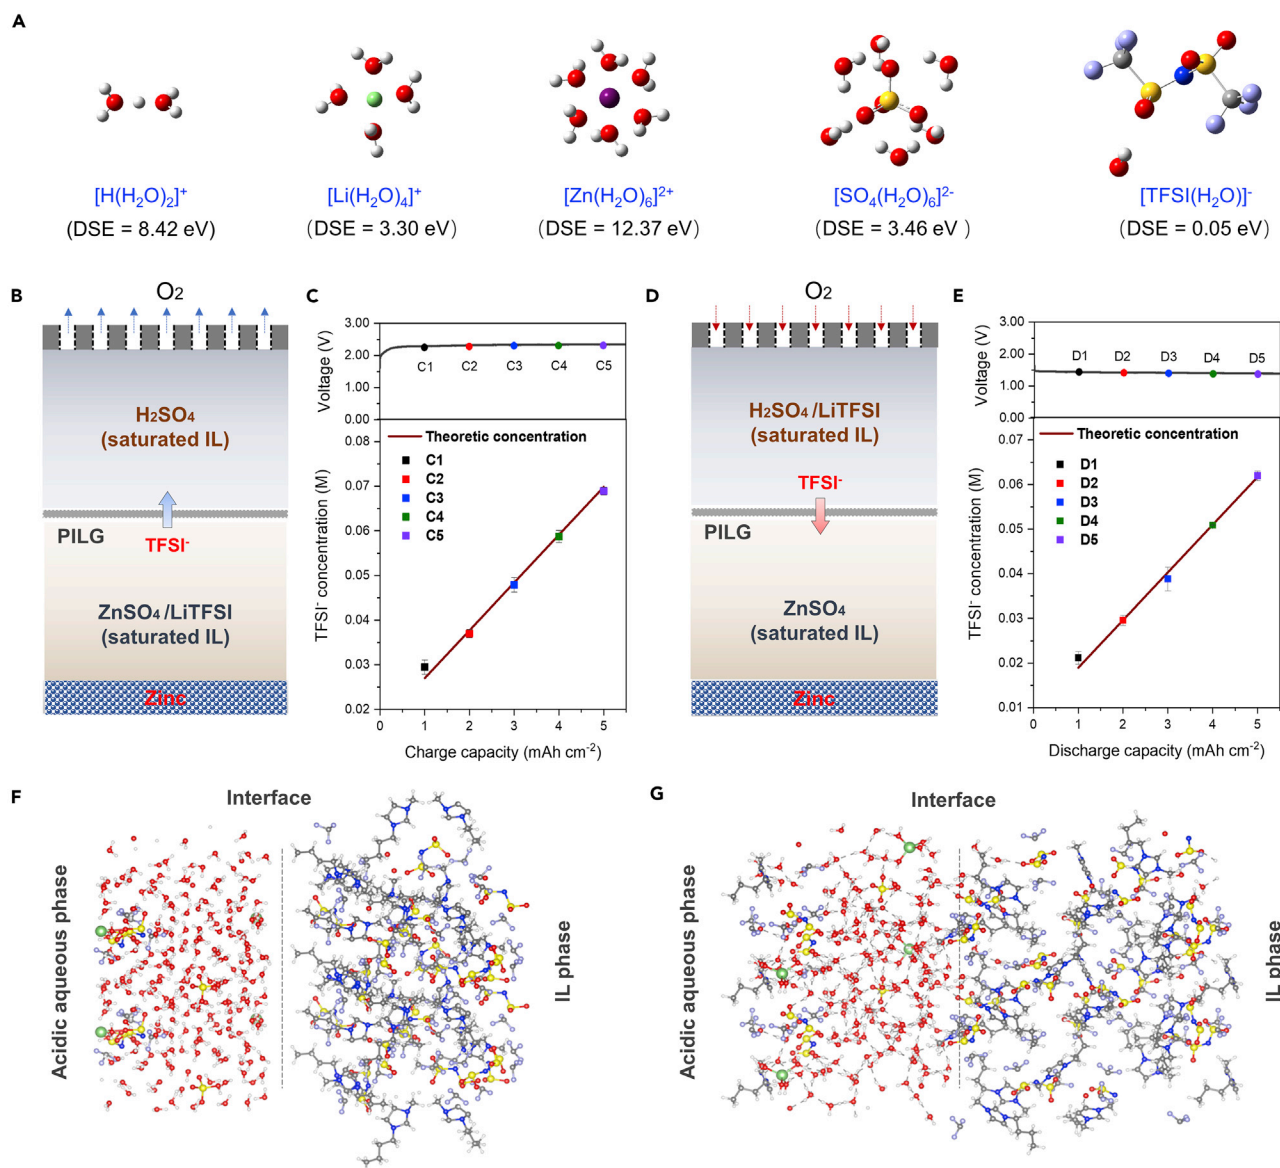 A
[H(H₂O)₂]⁺
(DSE = 8.42 eV)
[Li(H₂O)₄]⁺
(DSE = 3.30 eV)
[Zn(H₂O)₆]²⁺
(DSE = 12.37 eV)
[SO₄(H₂O)₆]²⁻
(DSE = 3.46 eV )
[TFSI(H₂O)]⁻
(DSE = 0.05 eV)
B
O₂
H₂SO₄
(saturated IL)
PILG
TFSI⁻
ZnSO₄/LiTFSI
(saturated IL)
Zinc
C
Voltage (V)
3.00
2.00
1.00
0.00
C1
C2
C3
C4
C5
TFSI⁻ concentration (M)
0.08
0.07
0.06
0.05
0.04
0.03
0.02
Theoretic concentration
C1
C2
C3
C4
C5
0 1 2 3 4 5
Charge capacity (mAh cm⁻²)
D
O₂
H₂SO₄/LiTFSI
(saturated IL)
TFSI⁻
PILG
ZnSO₄
(saturated IL)
Zinc
E
Voltage (V)
3.00
2.00
1.00
0.00
D1
D2
D3
D4
D5
TFSI⁻ concentration (M)
0.07
0.06
0.05
0.04
0.03
0.02
0.01
Theoretic concentration
D1
D2
D3
D4
D5
0 1 2 3 4 5
Discharge capacity (mAh cm⁻²)
F
Interface
Acidic aqueous phase
IL phase
G
Interface
Acidic aqueous phase
IL phase